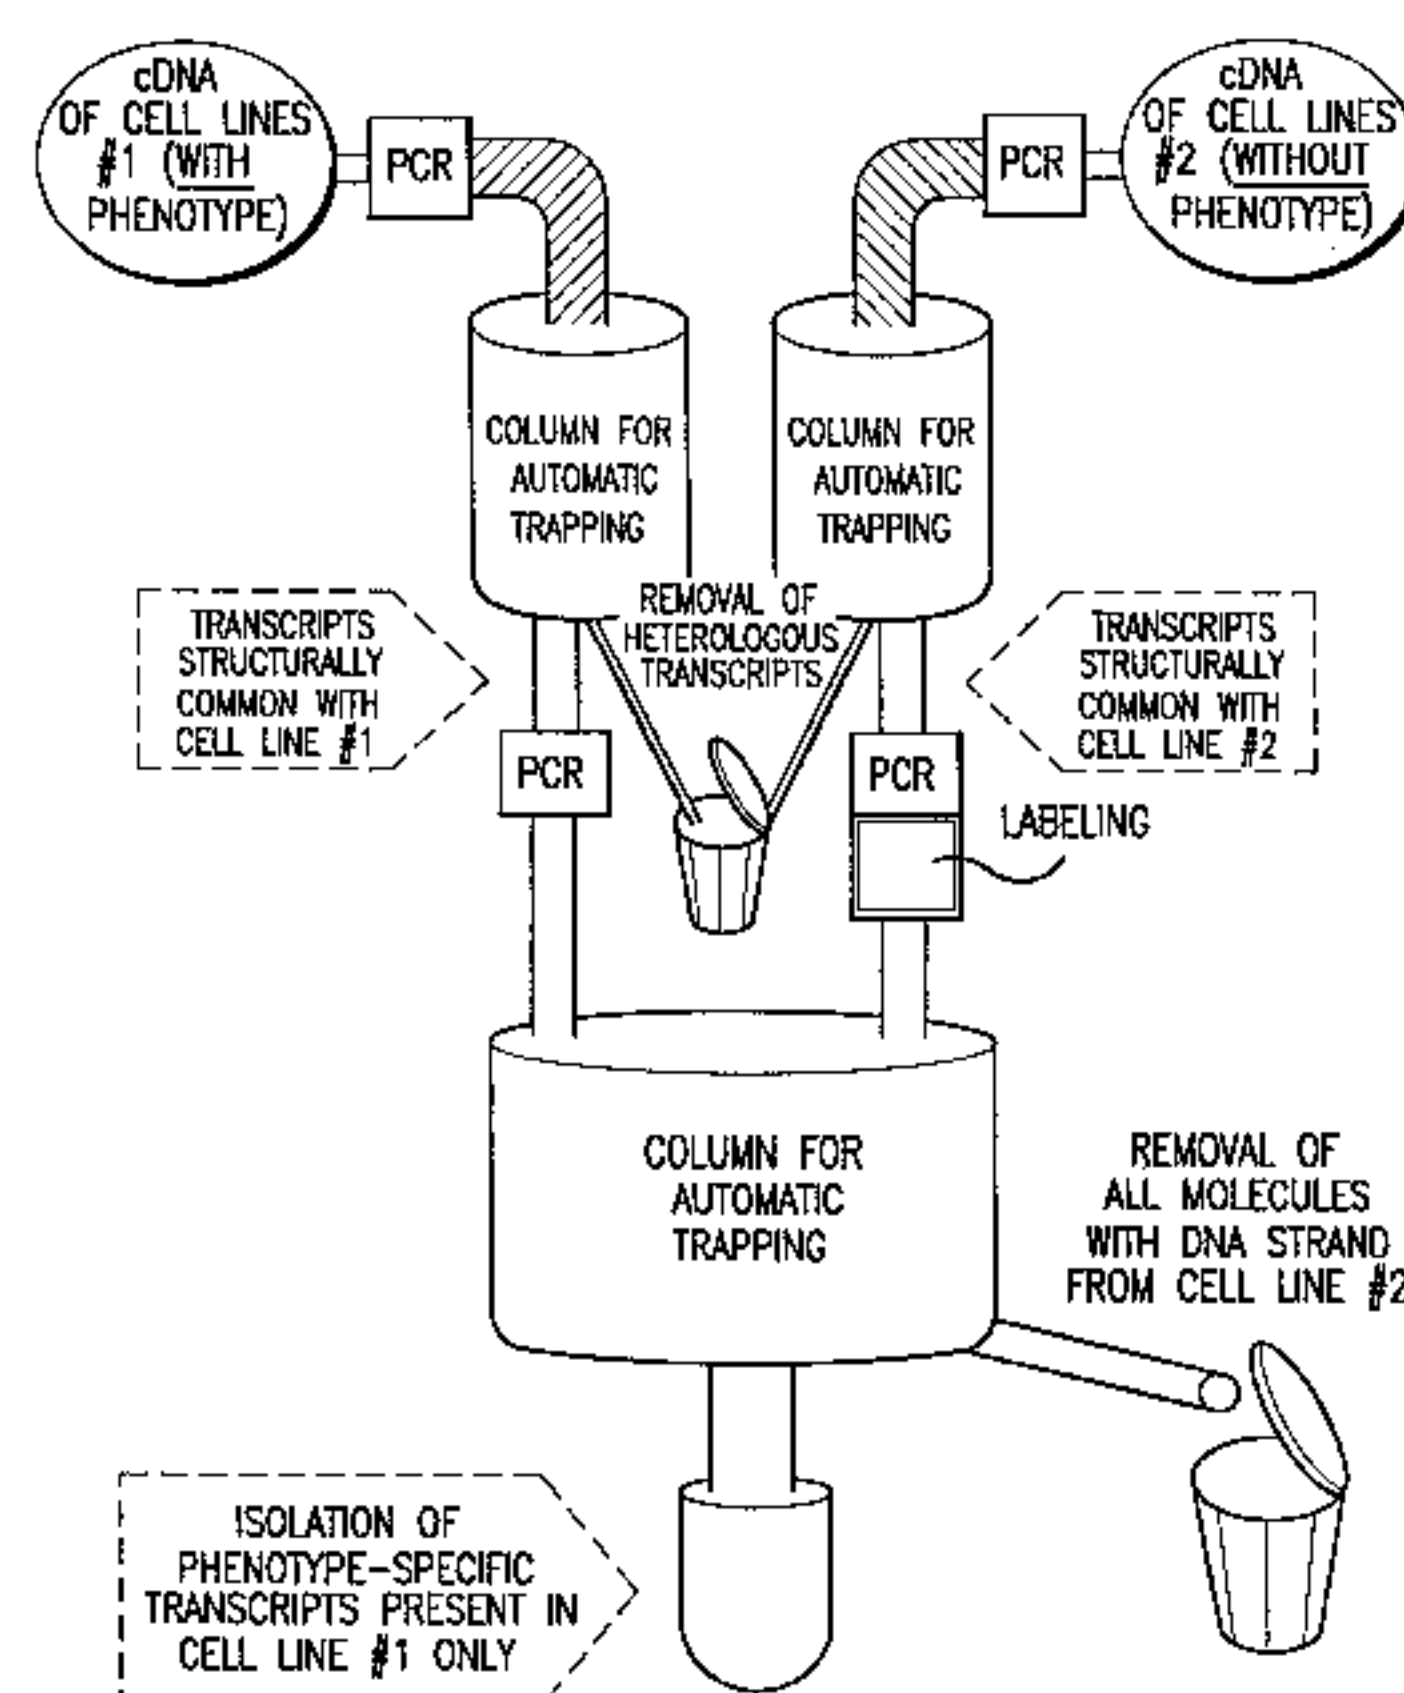 cDNA
OF CELL LINES
#1 (WITH
PHENOTYPE)
PCR
PCR
cDNA
OF CELL LINES
#2 (WITHOUT
PHENOTYPE)
COLUMN FOR
AUTOMATIC
TRAPPING
COLUMN FOR
AUTOMATIC
TRAPPING
REMOVAL OF
HETEROLOGOUS
TRANSCRIPTS
TRANSCRIPTS
STRUCTURALLY
COMMON WITH
CELL LINE #1
TRANSCRIPTS
STRUCTURALLY
COMMON WITH
CELL LINE #2
PCR
PCR
LABELING
COLUMN FOR
AUTOMATIC
TRAPPING
REMOVAL OF
ALL MOLECULES
WITH DNA STRAND
FROM CELL LINE #2
ISOLATION OF
PHENOTYPE-SPECIFIC
TRANSCRIPTS PRESENT IN
CELL LINE #1 ONLY